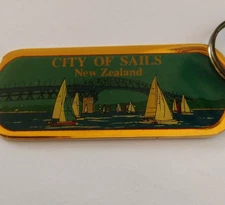 CITY OF SAILS
New Zealand